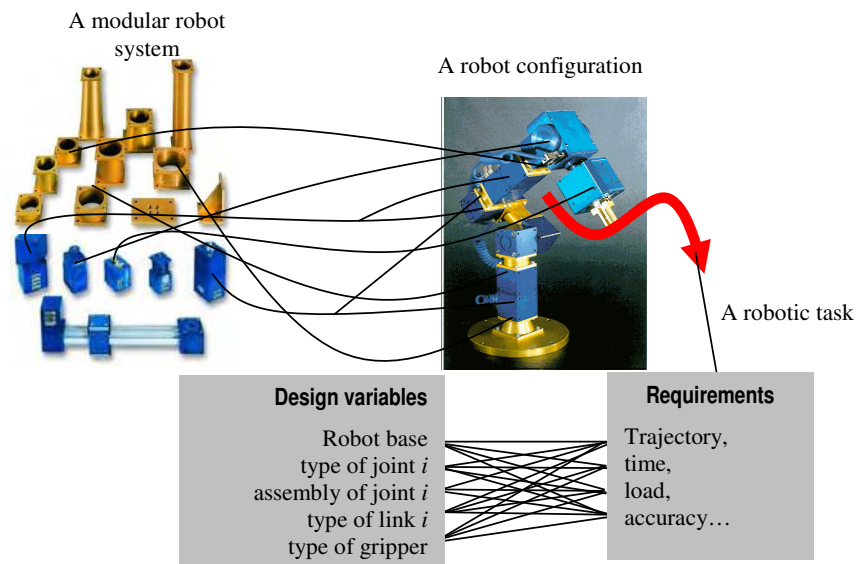 A modular robot
system
A robot configuration
A robotic task
Design variables
Robot base
type of joint i
assembly of joint i
type of link i
type of gripper
Requirements
Trajectory,
time,
load,
accuracy…